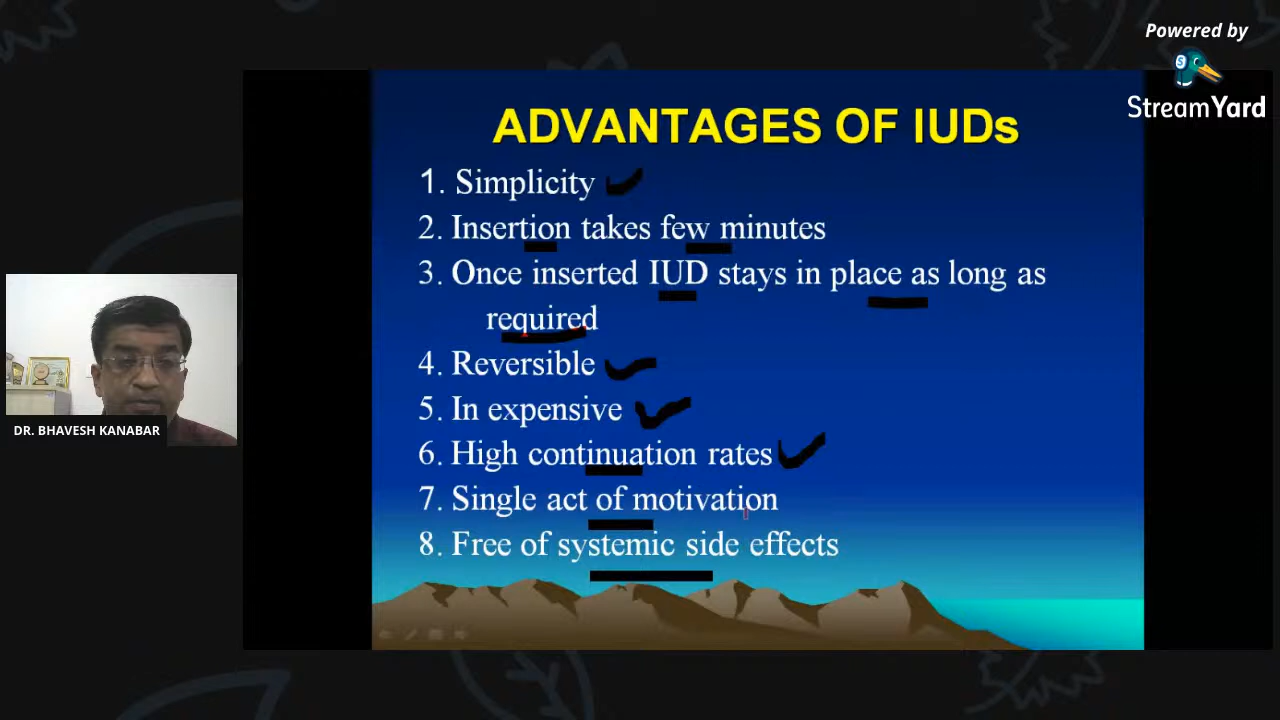 Powered by
StreamYard
ADVANTAGES OF IUDs
1. Simplicity
2. Insertion takes few minutes
3. Once inserted IUD stays in place as long as
required
4. Reversible
5. In expensive
6. High continuation rates
7. Single act of motivation
8. Free of systemic side effects
DR. BHAVESH KANABAR